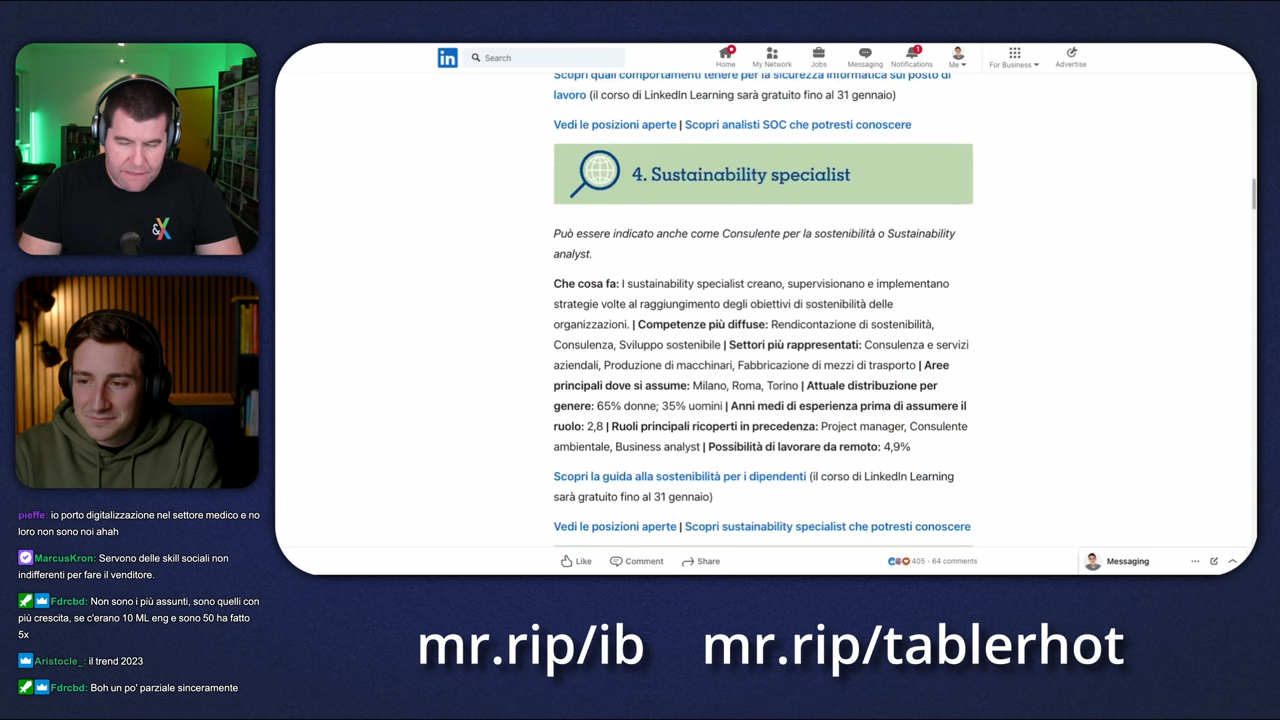 in
Search
Home
My Network
Jobs
Messaging
1
Notifications
Me
For Business
Advertise
Scopri quali comportamenti tenere per la sicurezza informatica sul posto di
lavoro (il corso di LinkedIn Learning sarà gratuito fino al 31 gennaio)
Vedi le posizioni aperte | Scopri analisti SOC che potresti conoscere
4. Sustainability specialist
Può essere indicato anche come Consulente per la sostenibilità o Sustainability
analyst.
Che cosa fa: I sustainability specialist creano, supervisionano e implementano
strategie volte al raggiungimento degli obiettivi di sostenibilità delle
organizzazioni. | Competenze più diffuse: Rendicontazione di sostenibilità,
Consulenza, Sviluppo sostenibile | Settori più rappresentati: Consulenza e servizi
aziendali, Produzione di macchinari, Fabbricazione di mezzi di trasporto | Aree
principali dove si assume: Milano, Roma, Torino | Attuale distribuzione per
genere: 65% donne; 35% uomini | Anni medi di esperienza prima di assumere il
ruolo: 2,8 | Ruoli principali ricoperti in precedenza: Project manager, Consulente
ambientale, Business analyst | Possibilità di lavorare da remoto: 4,9%
Scopri la guida alla sostenibilità per i dipendenti (il corso di LinkedIn Learning
sarà gratuito fino al 31 gennaio)
Vedi le posizioni aperte | Scopri sustainability specialist che potresti conoscere
Like
Comment
Share
405 · 64 comments
Messaging
&X
pieffe: io porto digitalizzazione nel settore medico e no
loro non sono noi ahah
MarcusKron: Servono delle skill sociali non
indifferenti per fare il venditore.
Fdrcbd: Non sono i più assunti, sono quelli con
più crescita, se c'erano 10 ML eng e sono 50 ha fatto
5x
Aristocle_: il trend 2023
Fdrcbd: Boh un po' parziale sinceramente
mr.rip/ib
mr.rip/tablerhot